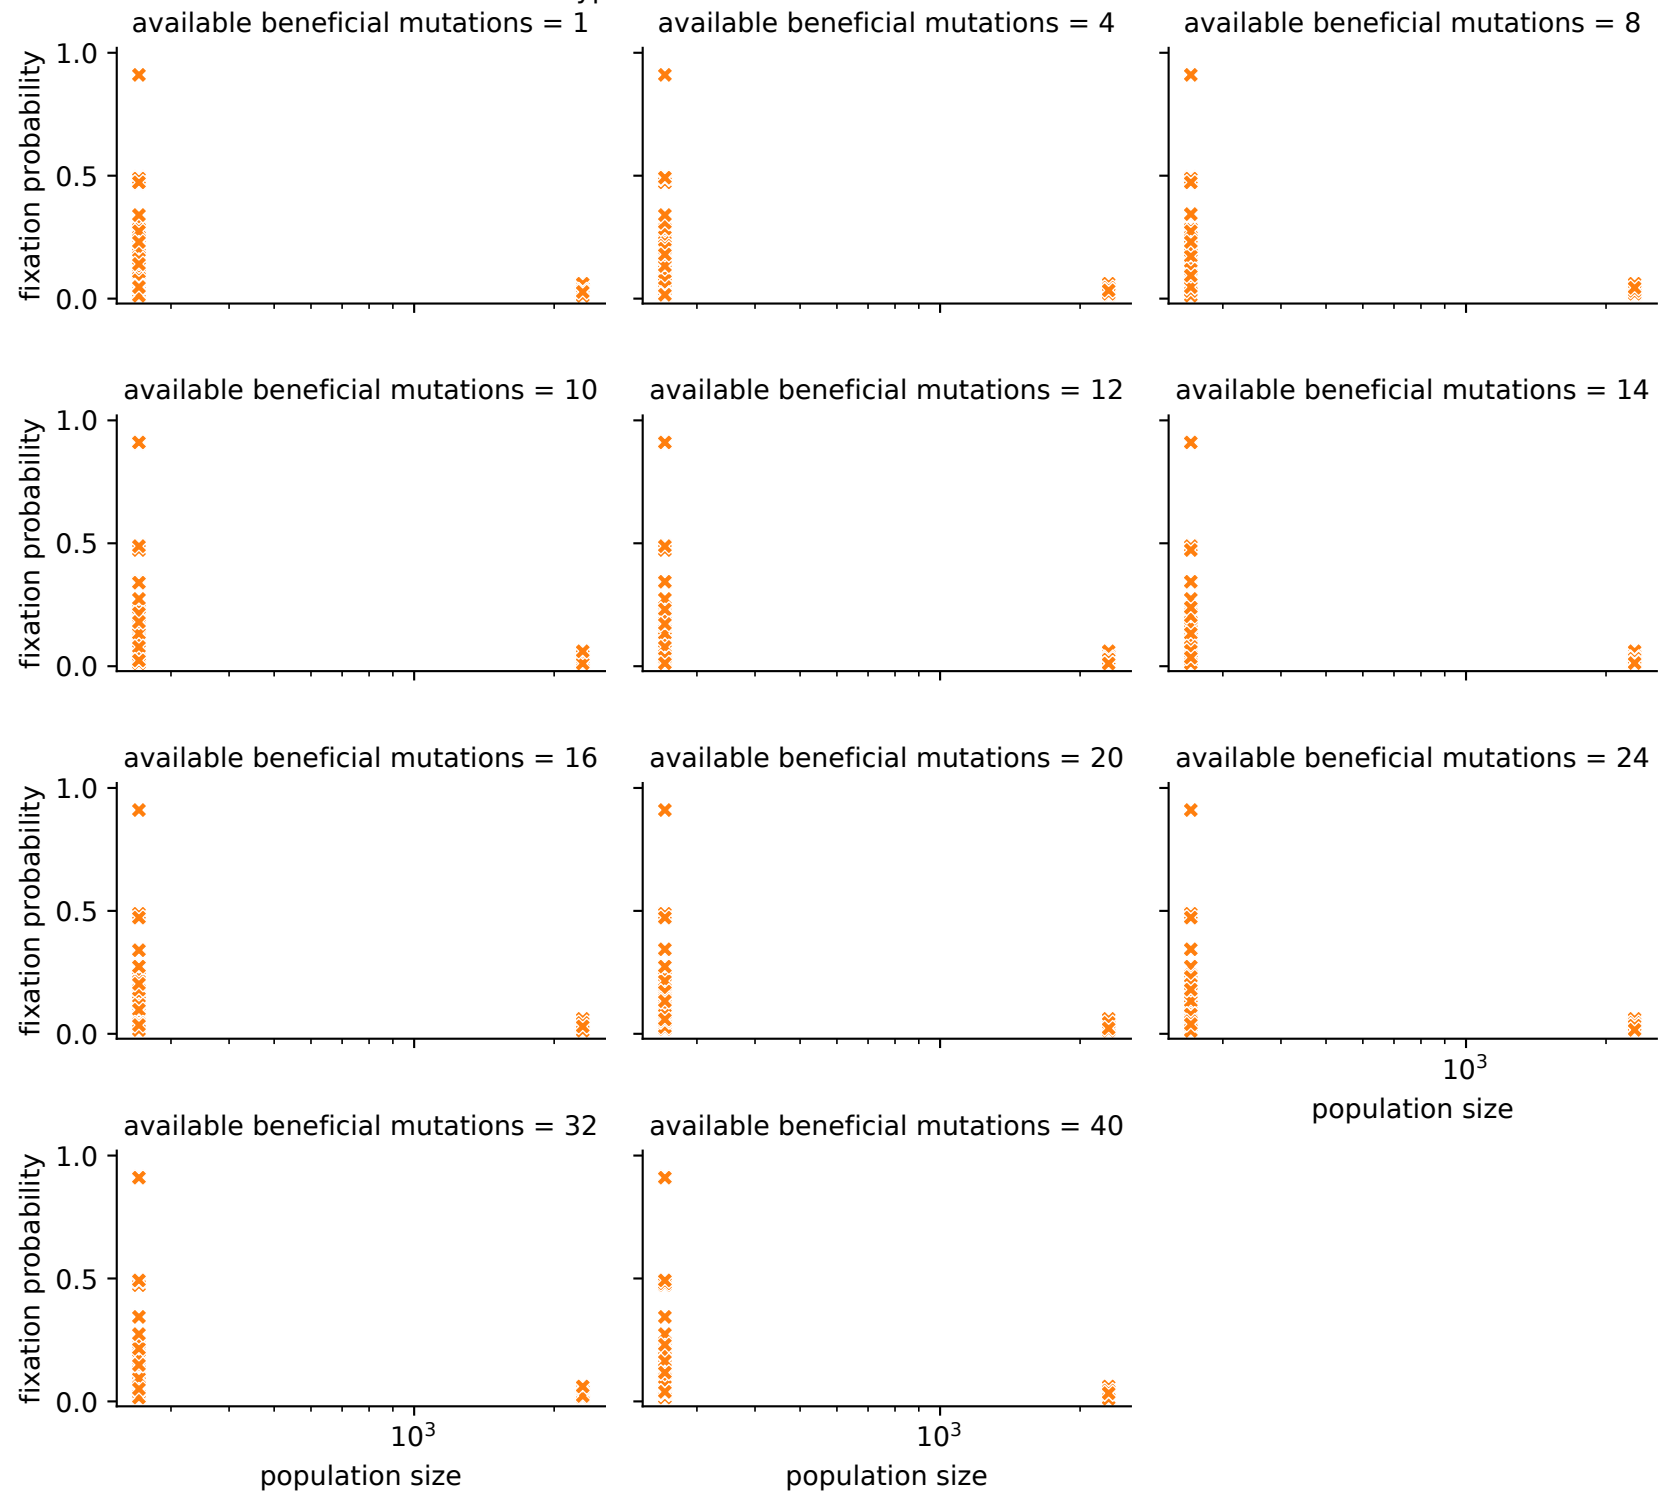 available beneficial mutations = 1
available beneficial mutations = 4
available beneficial mutations = 8
fixation probability
1.0
0.5
0.0
available beneficial mutations = 10
available beneficial mutations = 12
available beneficial mutations = 14
fixation probability
1.0
0.5
0.0
available beneficial mutations = 16
available beneficial mutations = 20
available beneficial mutations = 24
fixation probability
1.0
0.5
0.0
10³
population size
available beneficial mutations = 32
available beneficial mutations = 40
fixation probability
1.0
0.5
0.0
10³
10³
population size
population size